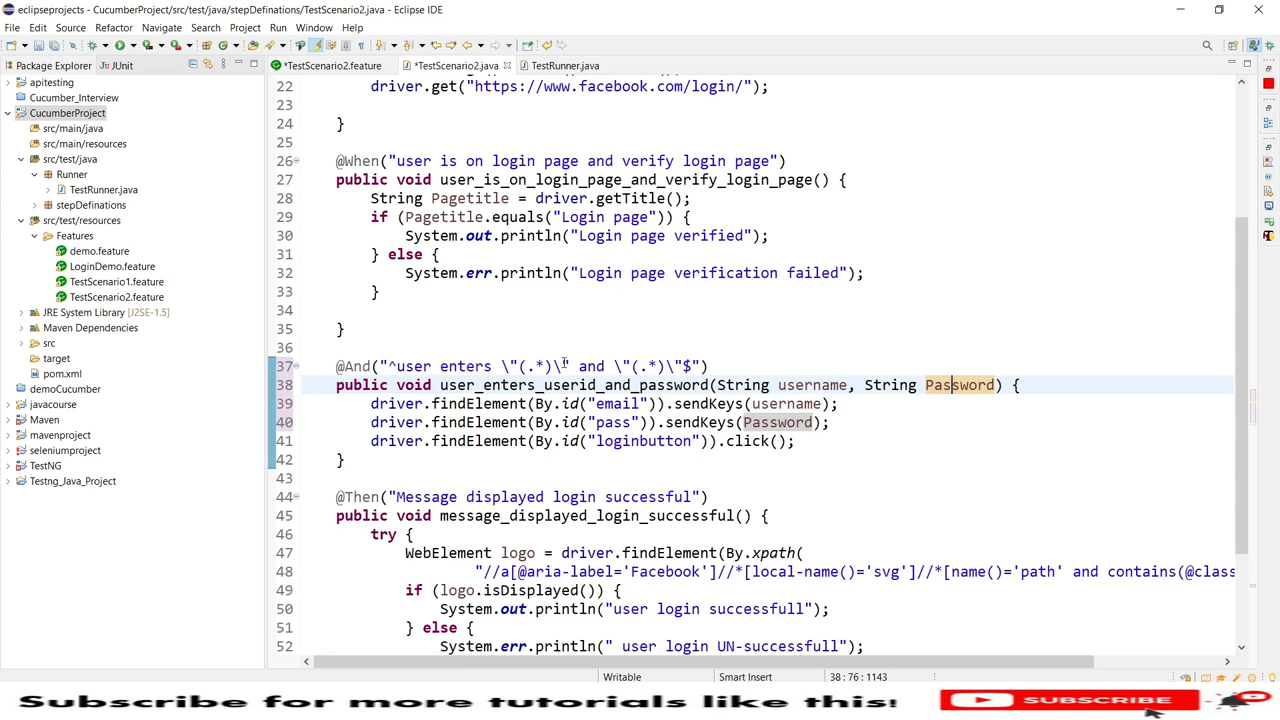 eclipseprojects - CucumberProject/src/test/java/stepDefinations/TestScenario2.java - Eclipse IDE
File Edit Source Refactor Navigate Search Project Run Window Help
Package Explorer JUnit
*TestScenario2.feature *TestScenario2.java TestRunner.java
apitesting
Cucumber_Interview
CucumberProject
src/main/java
src/main/resources
src/test/java
Runner
TestRunner.java
stepDefinations
src/test/resources
Features
demo.feature
LoginDemo.feature
TestScenario1.feature
TestScenario2.feature
JRE System Library [J2SE-1.5]
Maven Dependencies
src
target
pom.xml
demoCucumber
javacourse
Maven
mavenproject
seleniumproject
TestNG
Testng_Java_Project
22 driver.get("https://www.facebook.com/login/");
23
24 }
25
26 @When("user is on login page and verify login page")
27 public void user_is_on_login_page_and_verify_login_page() {
28 String Pagetitle = driver.getTitle();
29 if (Pagetitle.equals("Login page")) {
30 System.out.println("Login page verified");
31 } else {
32 System.err.println("Login page verification failed");
33 }
34
35 }
36
37 @And("^user enters \"(.*)\" and \"(.*)\"$")
38 public void user_enters_userid_and_password(String username, String Password) {
39 driver.findElement(By.id("email")).sendKeys(username);
40 driver.findElement(By.id("pass")).sendKeys(Password);
41 driver.findElement(By.id("loginbutton")).click();
42 }
43
44 @Then("Message displayed login successful")
45 public void message_displayed_login_successful() {
46 try {
47 WebElement logo = driver.findElement(By.xpath(
48 "//a[@aria-label='Facebook']//*[local-name()='svg']//*[name()='path' and contains(@class
49 if (logo.isDisplayed()) {
50 System.out.println("user login successfull");
51 } else {
52 System.err.println(" user login UN-successfull");
Writable Smart Insert 38 : 76 : 1143
Subscribe for more tutorials like this! SUBSCRIBE